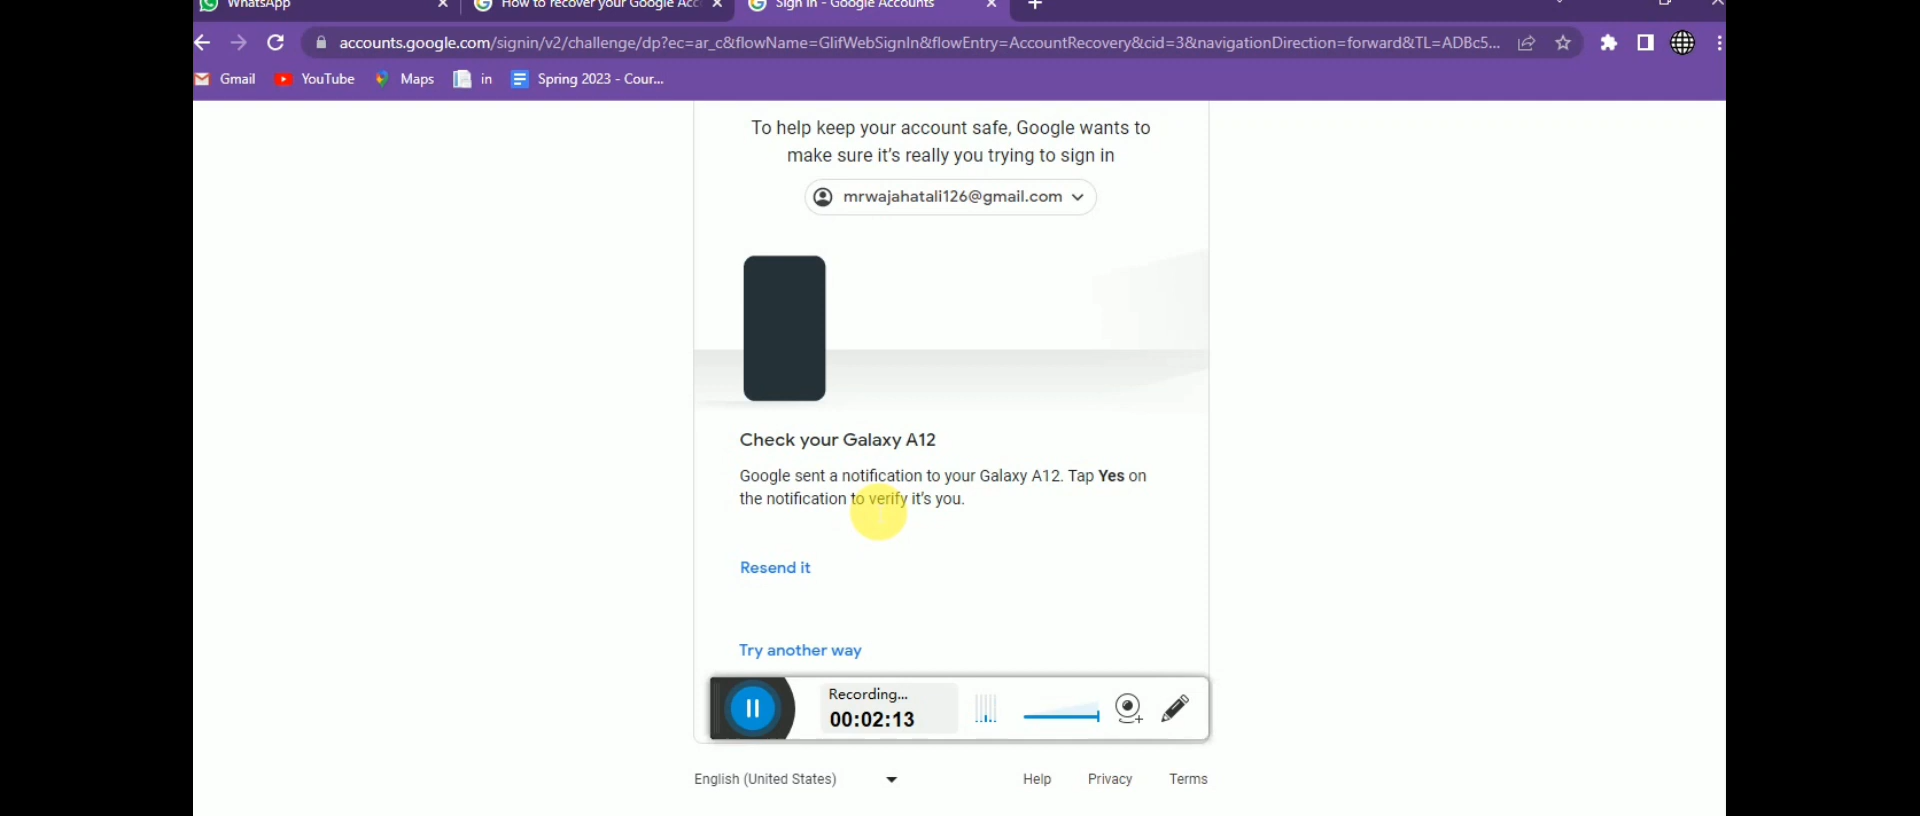 WhatsApp
How to recover your Google Acc
Sign in - Google Accounts
accounts.google.com/signin/v2/challenge/dp?ec=ar_c&flowName=GlifWebSignIn&flowEntry=AccountRecovery&cid=3&navigationDirection=forward&TL=ADBc5...
Gmail YouTube Maps in Spring 2023 - Cour...
To help keep your account safe, Google wants to
make sure it's really you trying to sign in
mrwajahatali126@gmail.com
Check your Galaxy A12
Google sent a notification to your Galaxy A12. Tap Yes on
the notification to verify it's you.
Resend it
Try another way
Recording...
00:02:13
English (United States) Help Privacy Terms